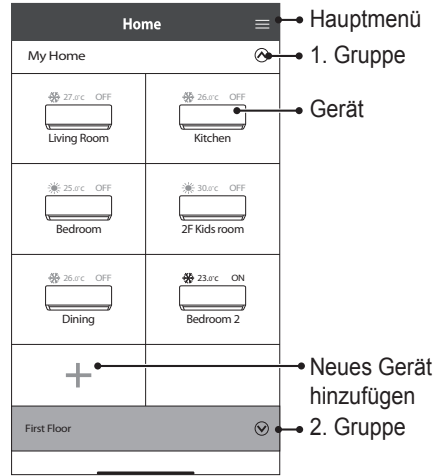 Home
Hauptmenü
My Home
1. Gruppe
27.0°C OFF
26.0°C OFF
Gerät
Living Room
Kitchen
25.0°C OFF
30.0°C OFF
Bedroom
2F Kids room
26.0°C OFF
23.0°C ON
Dining
Bedroom 2
+
Neues Gerät
hinzufügen
First Floor
2. Gruppe